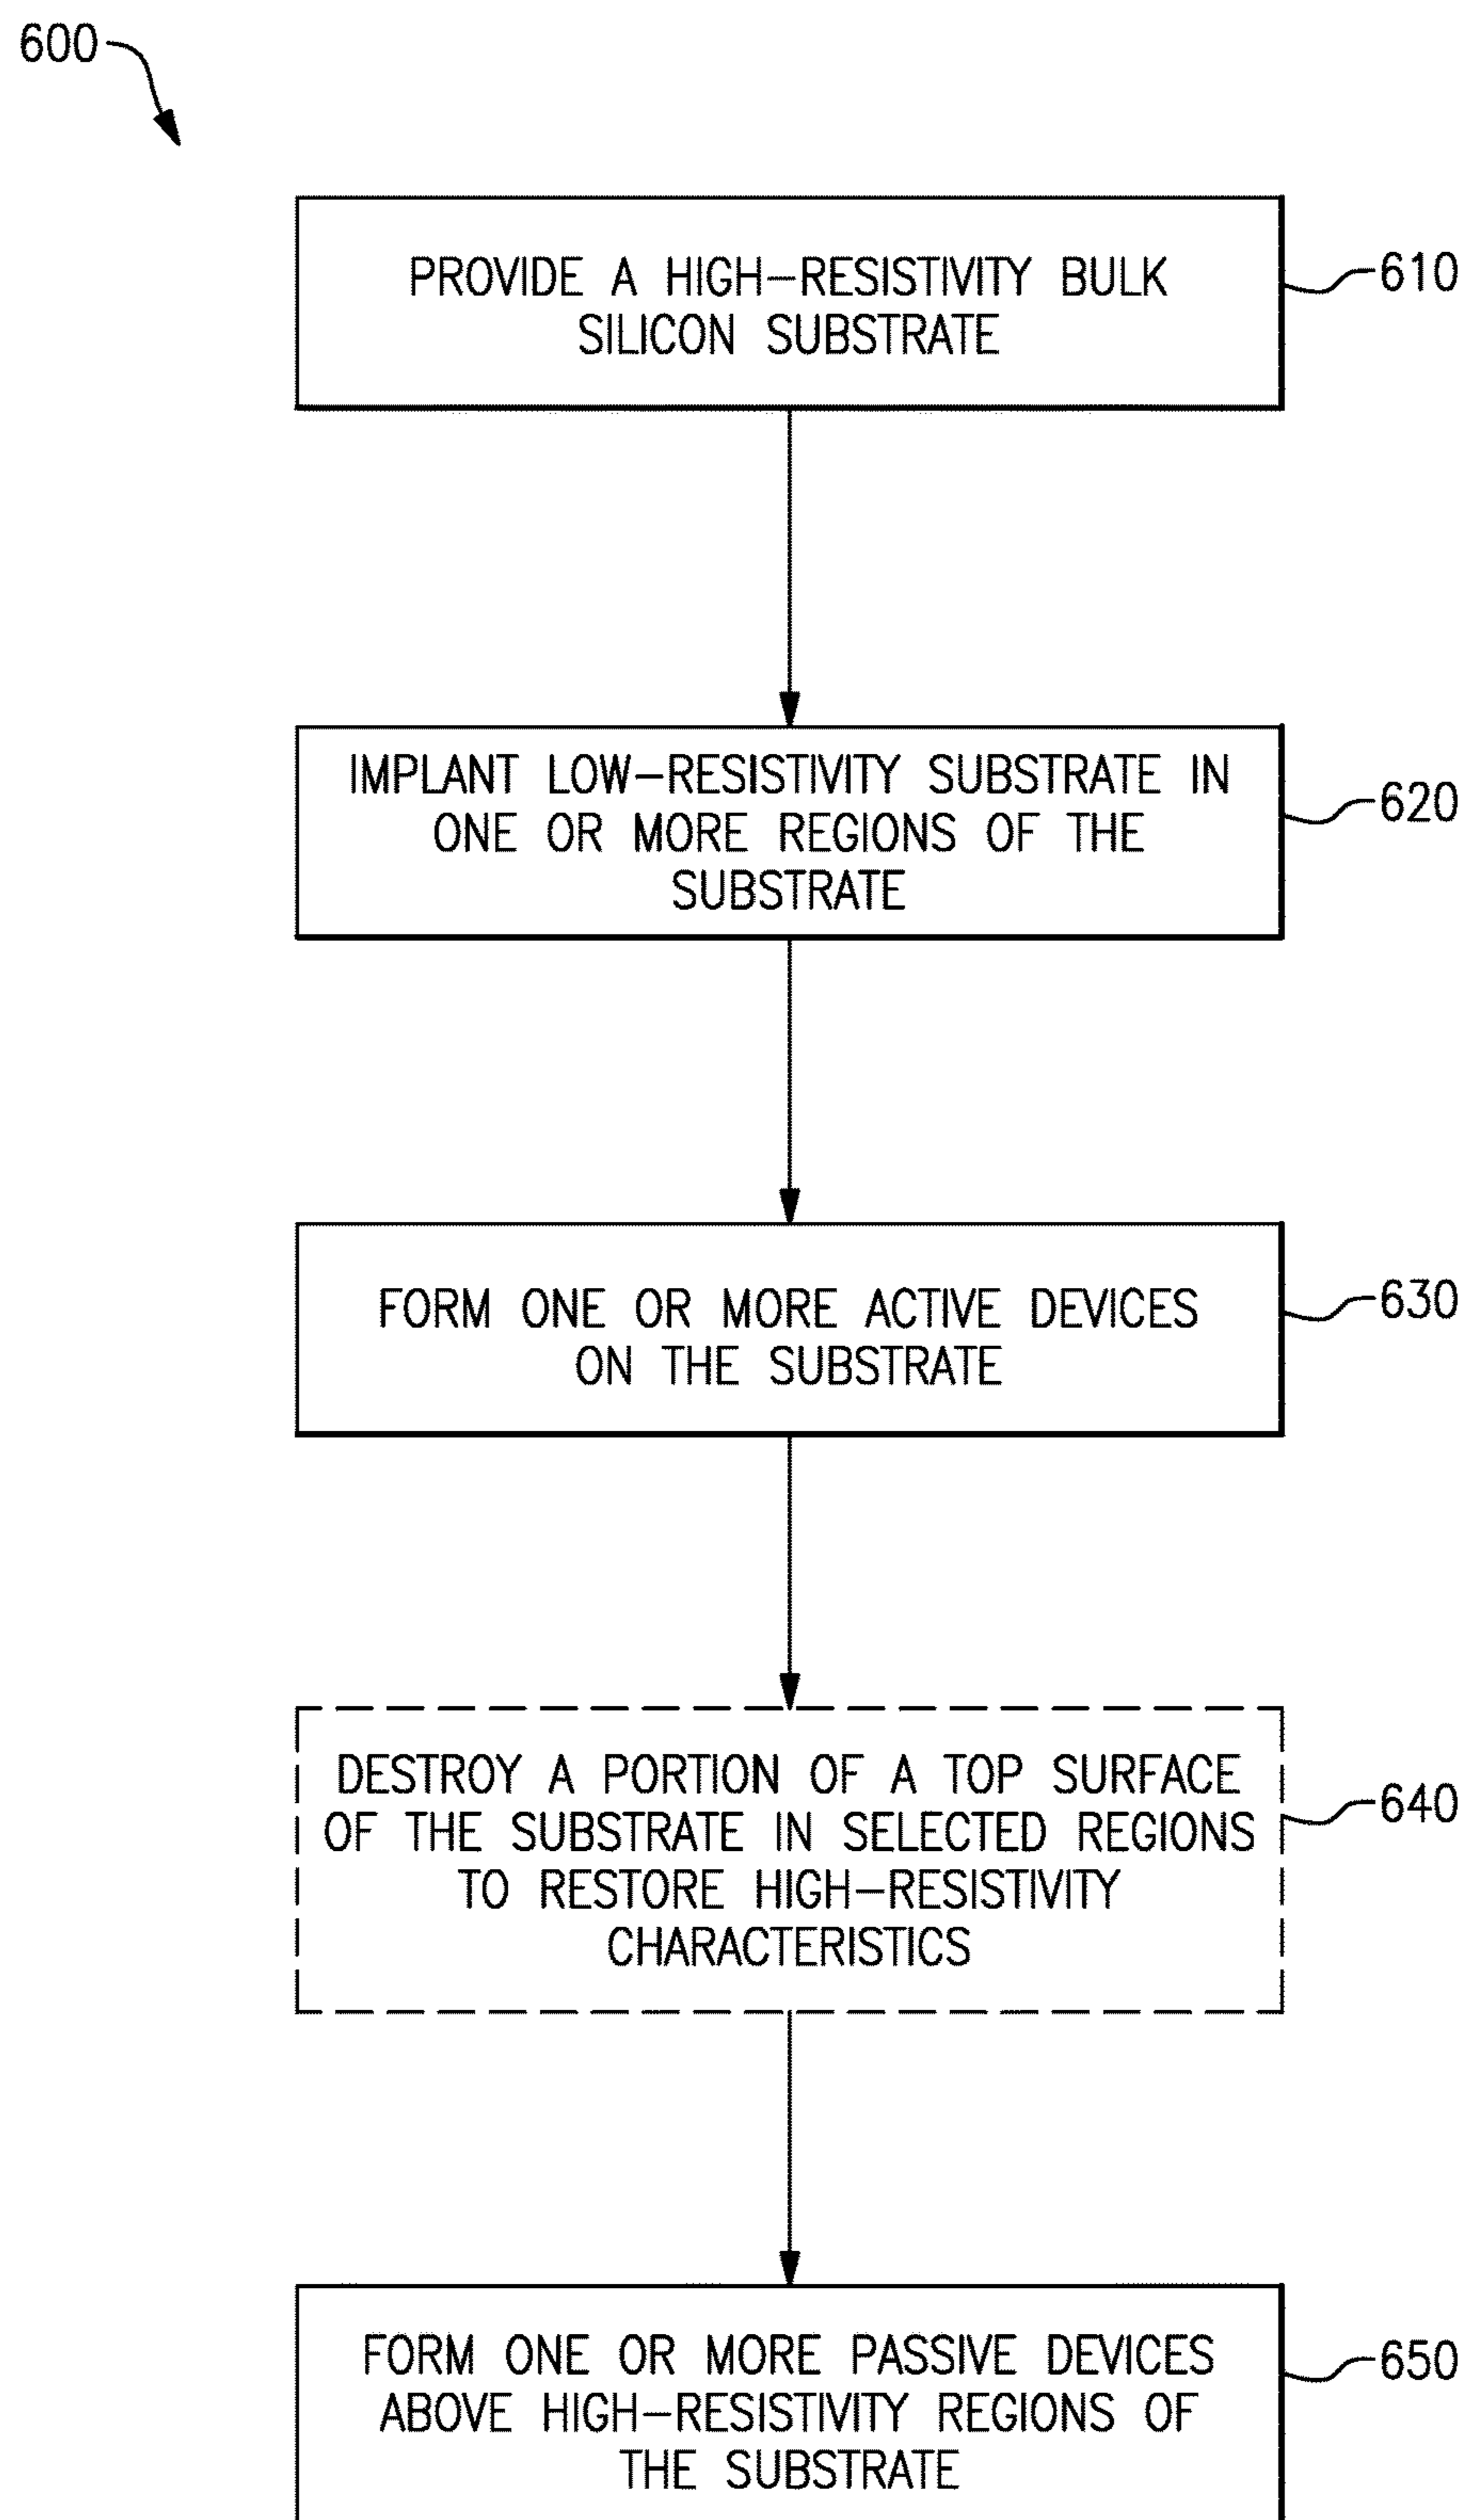 600
PROVIDE A HIGH-RESISTIVITY BULK
SILICON SUBSTRATE
610
IMPLANT LOW-RESISTIVITY SUBSTRATE IN
ONE OR MORE REGIONS OF THE
SUBSTRATE
620
FORM ONE OR MORE ACTIVE DEVICES
ON THE SUBSTRATE
630
DESTROY A PORTION OF A TOP SURFACE
OF THE SUBSTRATE IN SELECTED REGIONS
TO RESTORE HIGH-RESISTIVITY
CHARACTERISTICS
640
FORM ONE OR MORE PASSIVE DEVICES
ABOVE HIGH-RESISTIVITY REGIONS OF
THE SUBSTRATE
650